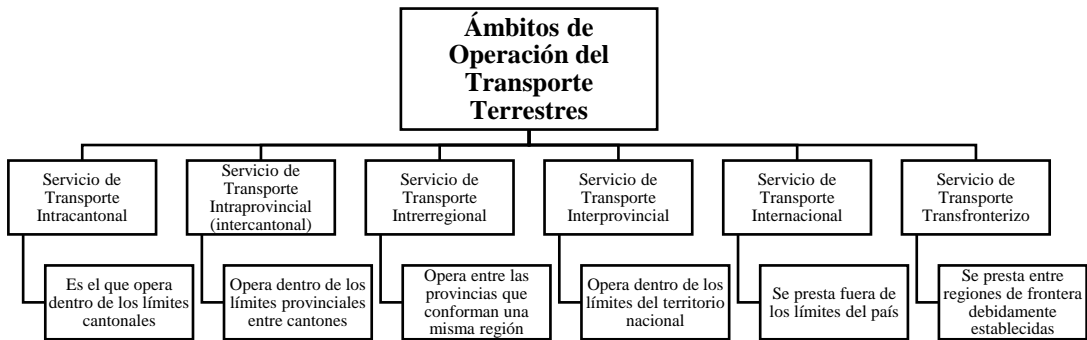 Ámbitos de
Operación del
Transporte
Terrestres
Servicio de
Transporte
Intracantonal
Servicio de
Transporte
Intraprovincial
(intercantonal)
Servicio de
Transporte
Intrerregional
Servicio de
Transporte
Interprovincial
Servicio de
Transporte
Internacional
Servicio de
Transporte
Transfronterizo
Es el que opera
dentro de los límites
cantonales
Opera dentro de los
límites provinciales
entre cantones
Opera entre las
provincias que
conforman una
misma región
Opera dentro de los
límites del territorio
nacional
Se presta fuera de
los límites del país
Se presta entre
regiones de frontera
debidamente
establecidas